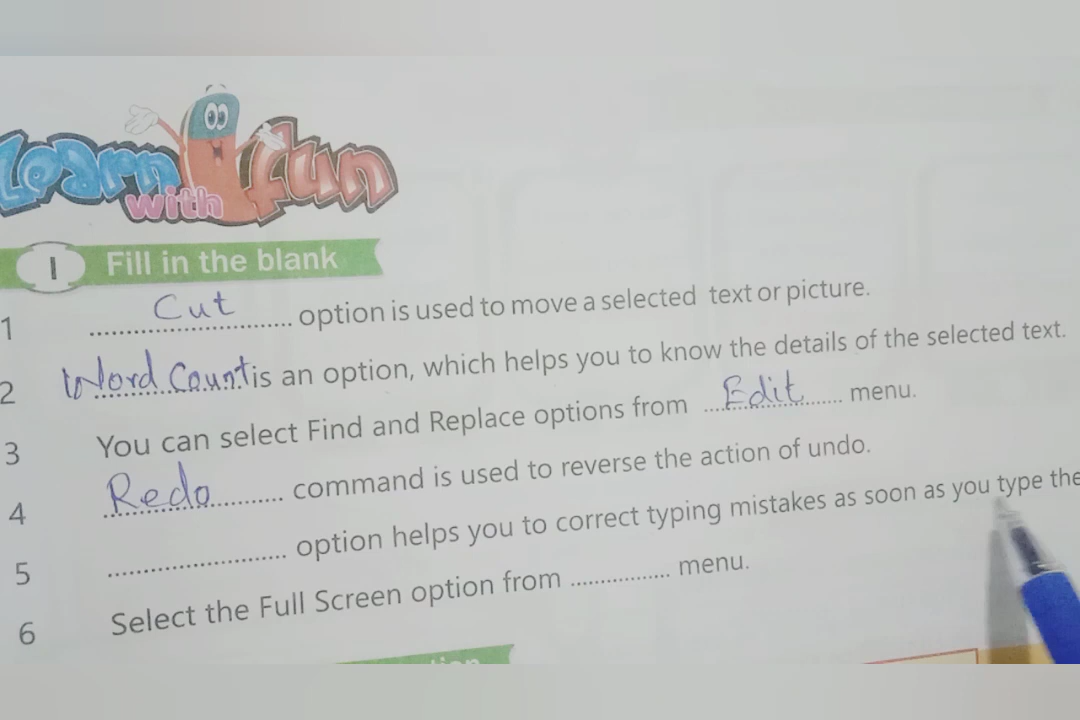 Learn with fun
I Fill in the blank
1 Cut option is used to move a selected text or picture.
2 Word Count is an option, which helps you to know the details of the selected text.
3 You can select Find and Replace options from Edit menu.
4 Redo command is used to reverse the action of undo.
5 ............................ option helps you to correct typing mistakes as soon as you type the
6 Select the Full Screen option from ................ menu.